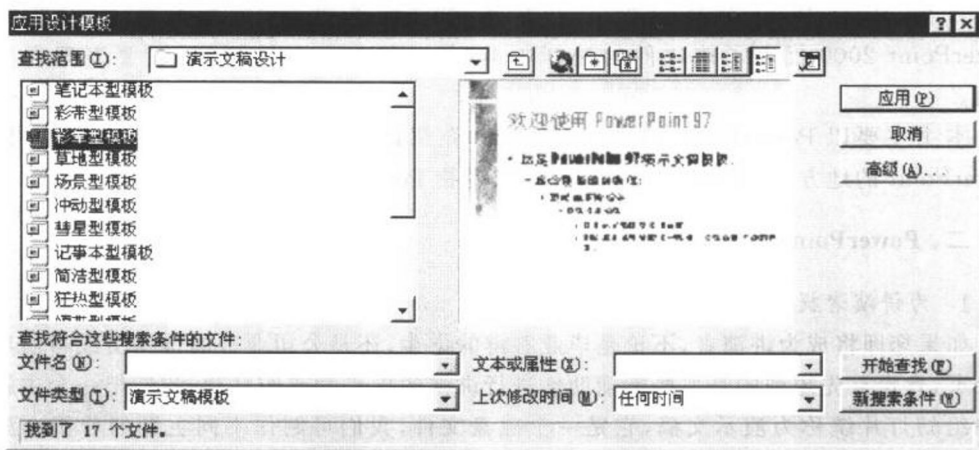 应用设计模板
查找范围(I): 演示文稿设计
笔记本型模板
彩带型模板
彩晕型模板
草地型模板
场景型模板
冲动型模板
彗星型模板
记事本型模板
简洁型模板
狂热型模板
欢迎使用 PowerPoint 97
应用(P)
取消
高级(A)...
查找符合这些搜索条件的文件:
文件名(N): 文本或属性(X): 开始查找(F)
文件类型(T): 演示文稿模板 上次修改时间(M): 任何时间 新搜索条件(W)
找到了 17 个文件。